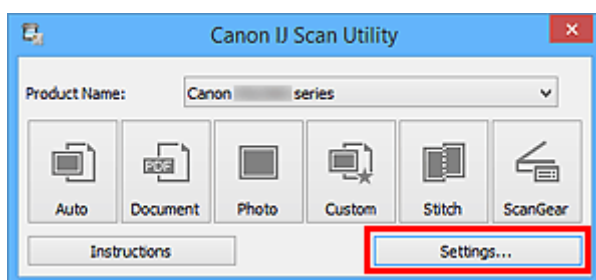 Canon IJ Scan Utility
Product Name: Canon series
PDF
Auto Document Photo Custom Stitch ScanGear
Instructions Settings...